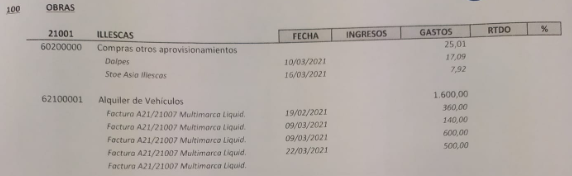 100 OBRAS
21001 ILLESCAS FECHA INGRESOS GASTOS RTDO %
60200000 Compras otros aprovisionamientos 25,01
Dolpes 10/03/2021 17,09
Stoe Asia Illescas 16/03/2021 7,92
62100001 Alquiler de Vehículos 1.600,00
Factura A21/21007 Multimarca Liquid. 19/02/2021 360,00
Factura A21/21007 Multimarca Liquid. 09/03/2021 140,00
Factura A21/21007 Multimarca Liquid. 09/03/2021 600,00
Factura A21/21007 Multimarca Liquid. 22/03/2021 500,00
Factura A21/21007 Multimarca Liquid.